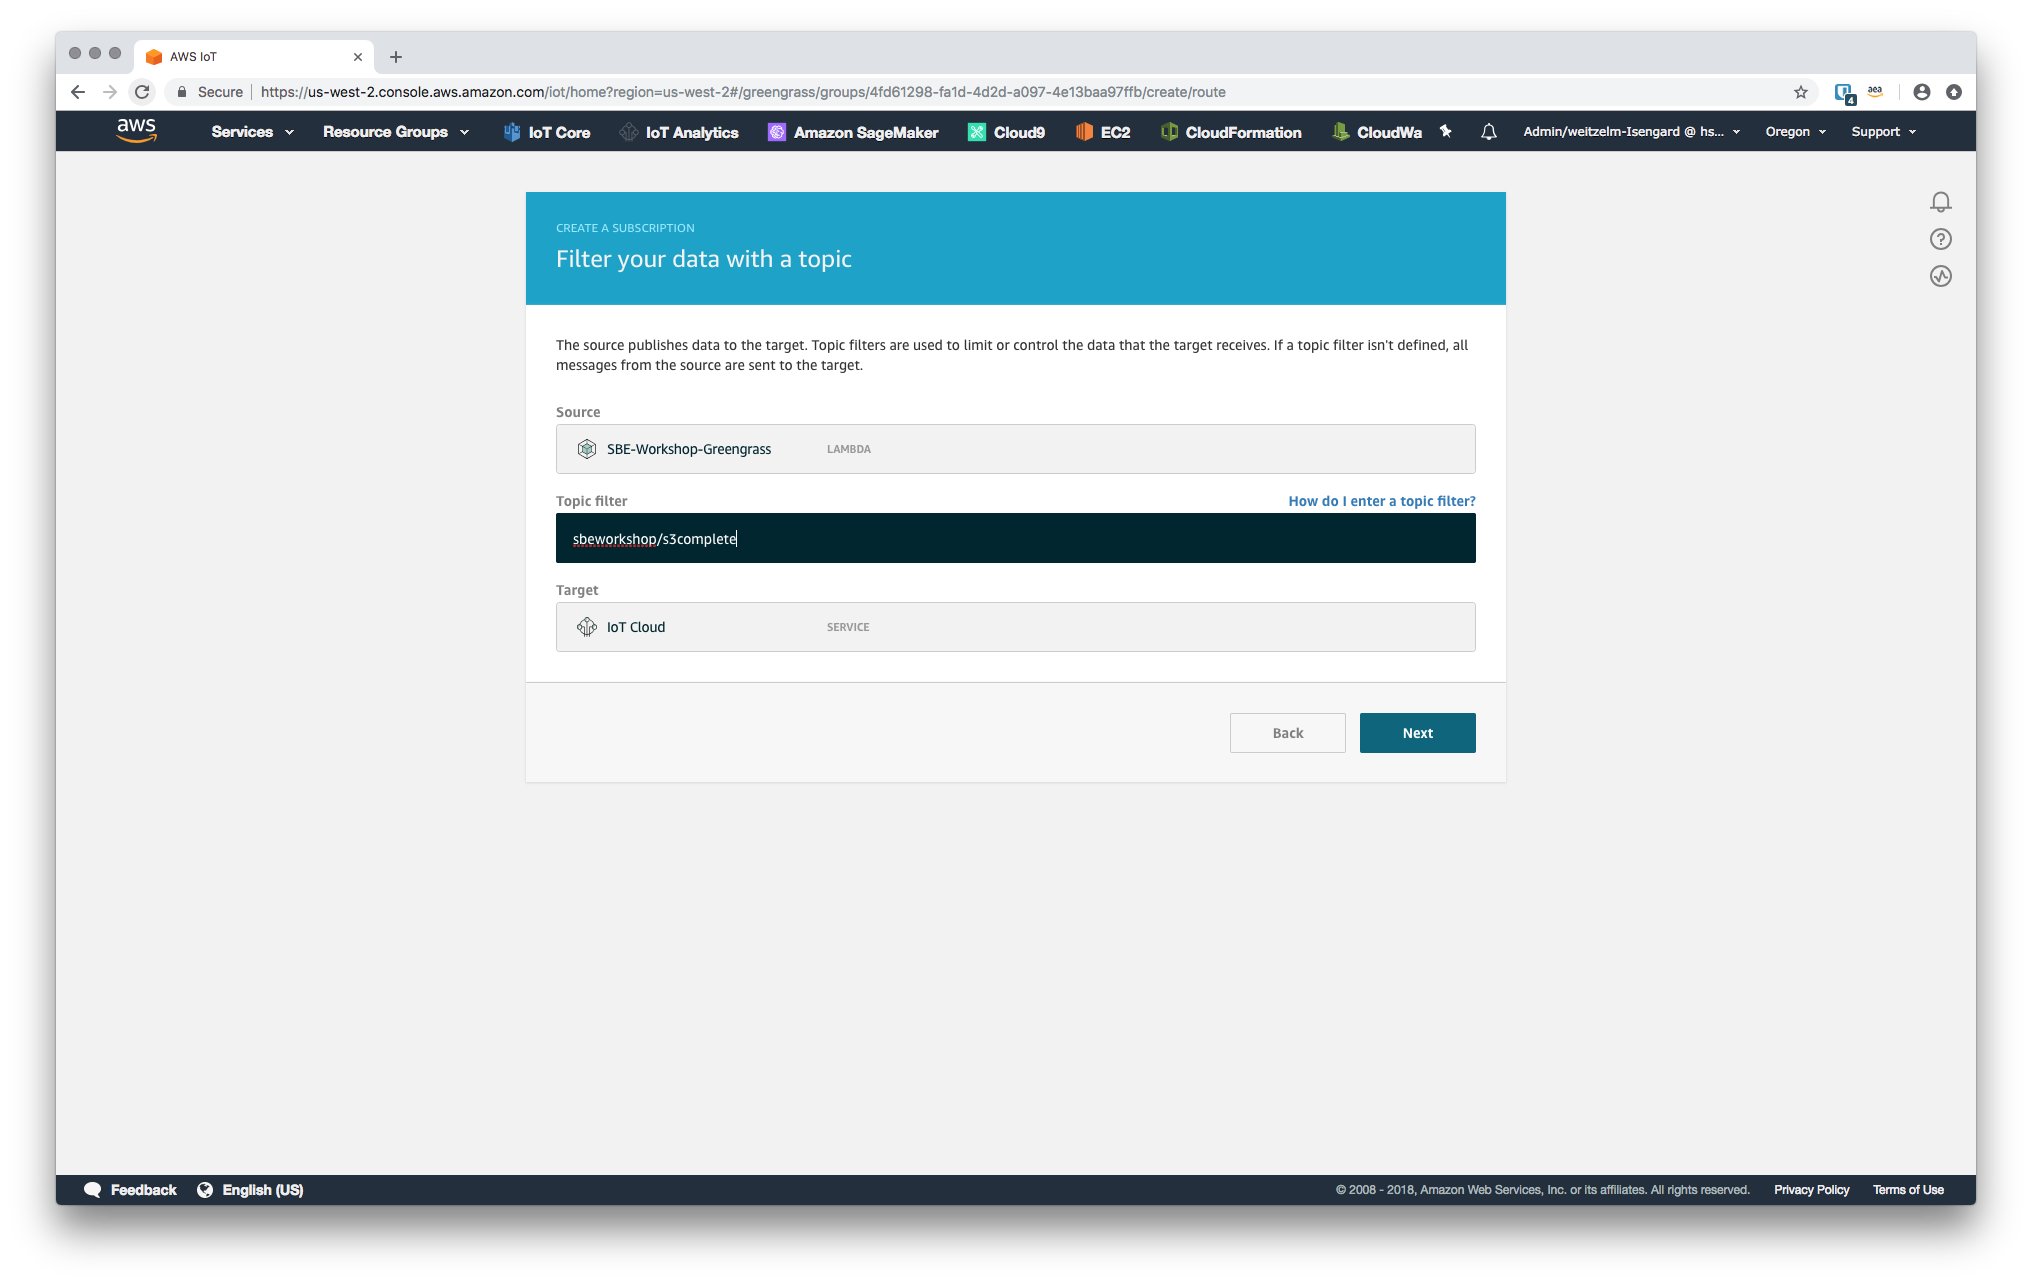 AWS IoT
Secure https://us-west-2.console.aws.amazon.com/iot/home?region=us-west-2#/greengrass/groups/4fd61298-fa1d-4d2d-a097-4e13baa97ffb/create/route 4 aea
aws Services Resource Groups IoT Core IoT Analytics Amazon SageMaker Cloud9 EC2 CloudFormation CloudWa Admin/weitzelm-Isengard @ hs... Oregon Support
CREATE A SUBSCRIPTION
Filter your data with a topic
The source publishes data to the target. Topic filters are used to limit or control the data that the target receives. If a topic filter isn't defined, all
messages from the source are sent to the target.
Source
SBE-Workshop-Greengrass LAMBDA
Topic filter How do I enter a topic filter?
sbeworkshop/s3complete
Target
IoT Cloud SERVICE
Back Next
Feedback English (US) © 2008 - 2018, Amazon Web Services, Inc. or its affiliates. All rights reserved. Privacy Policy Terms of Use